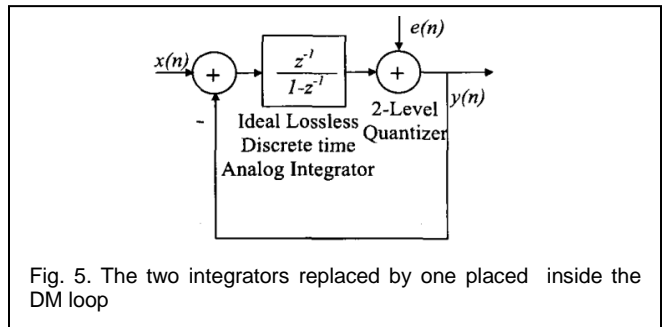 e(n)
x(n)
+
z⁻¹
1-z⁻¹
+
-
y(n)
Ideal Lossless
Discrete time
Analog Integrator
2-Level
Quantizer
Fig. 5. The two integrators replaced by one placed inside the
DM loop